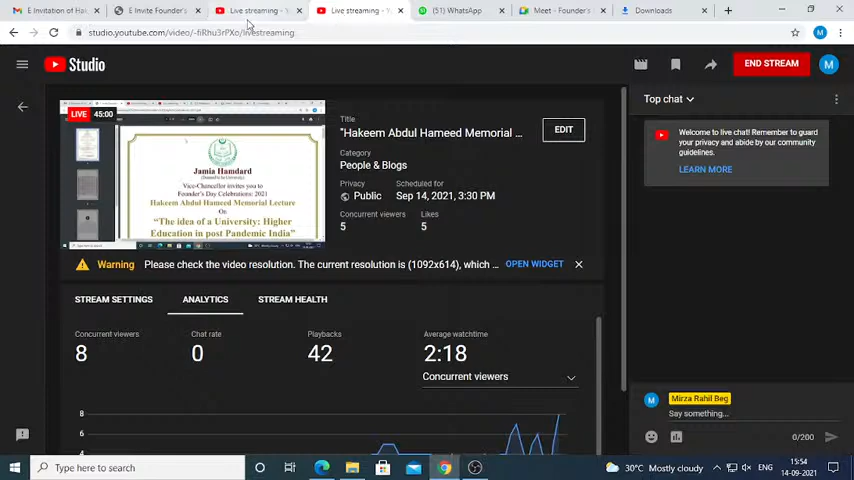 E Invitation of Ha
E Invite Founder's
Live streaming - Y
Live streaming - Y
(51) WhatsApp
Meet - Founder's
Downloads
studio.youtube.com/video/-fiRhu3rPXo/livestreaming
M
Studio
END STREAM
M
LIVE 45:00
Jamia Hamdard
Vice-Chancellor invites you to
Founder's Day Celebrations: 2021
Hakeem Abdul Hameed Memorial Lecture
On
"The idea of a University: Higher
Education in post Pandemic India"
Title
"Hakeem Abdul Hameed Memorial ...
EDIT
Category
People & Blogs
Privacy
Public
Scheduled for
Sep 14, 2021, 3:30 PM
Concurrent viewers
5
Likes
5
Warning Please check the video resolution. The current resolution is (1092x614), which ... OPEN WIDGET
STREAM SETTINGS ANALYTICS STREAM HEALTH
Concurrent viewers
8
Chat rate
0
Playbacks
42
Average watchtime
2:18
Concurrent viewers
8
6
Top chat
Welcome to live chat! Remember to guard
your privacy and abide by our community
guidelines.
LEARN MORE
M
Mirza Rahil Beg
Say something...
0/200
Type here to search
30°C Mostly cloudy
ENG
15:54
14-09-2021